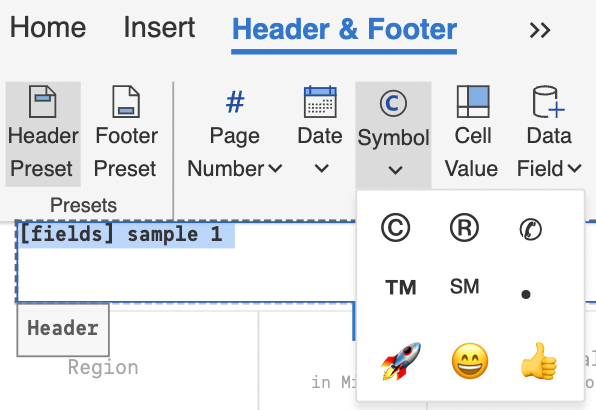 Home Insert Header & Footer >>
# ©
Header Footer Page Date Symbol Cell Data
Preset Preset Number Value Field
Presets
[fields] sample 1
© ® ✆
TM SM •
🚀 😄 👍
Header
Region
in Mi